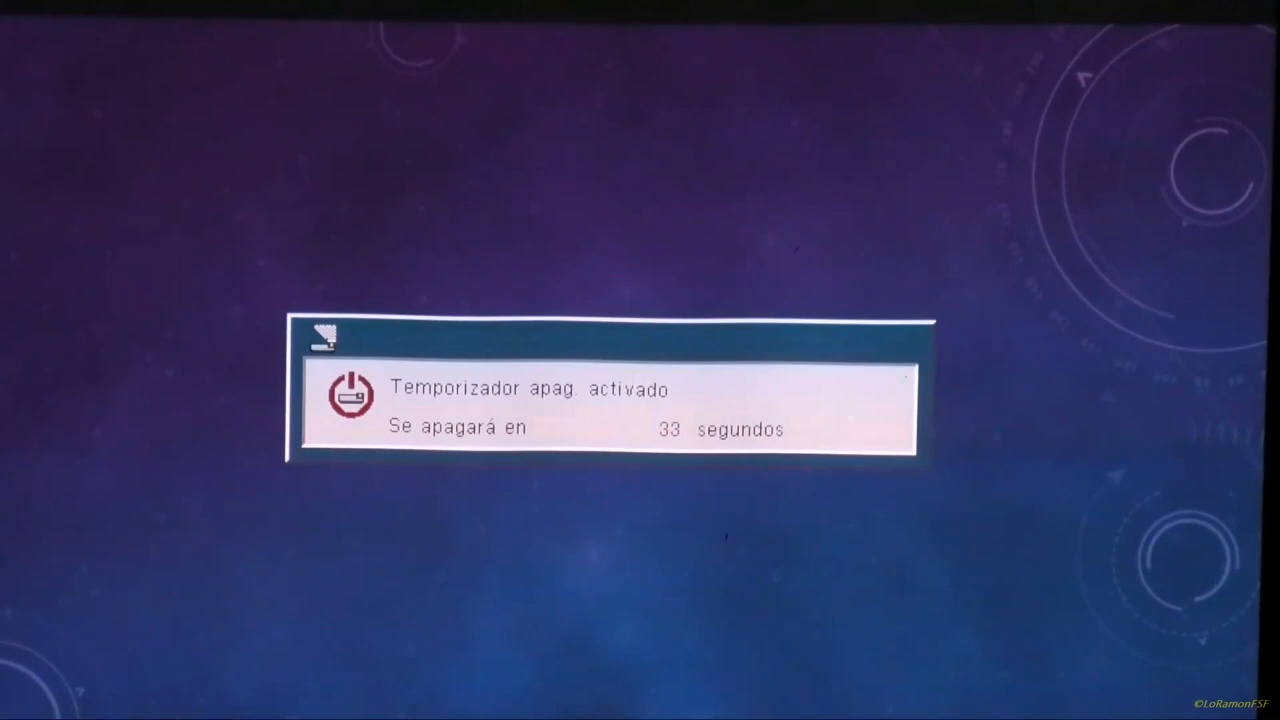 Temporizador apag. activado
Se apagará en 33 segundos
©LoRamonFSF